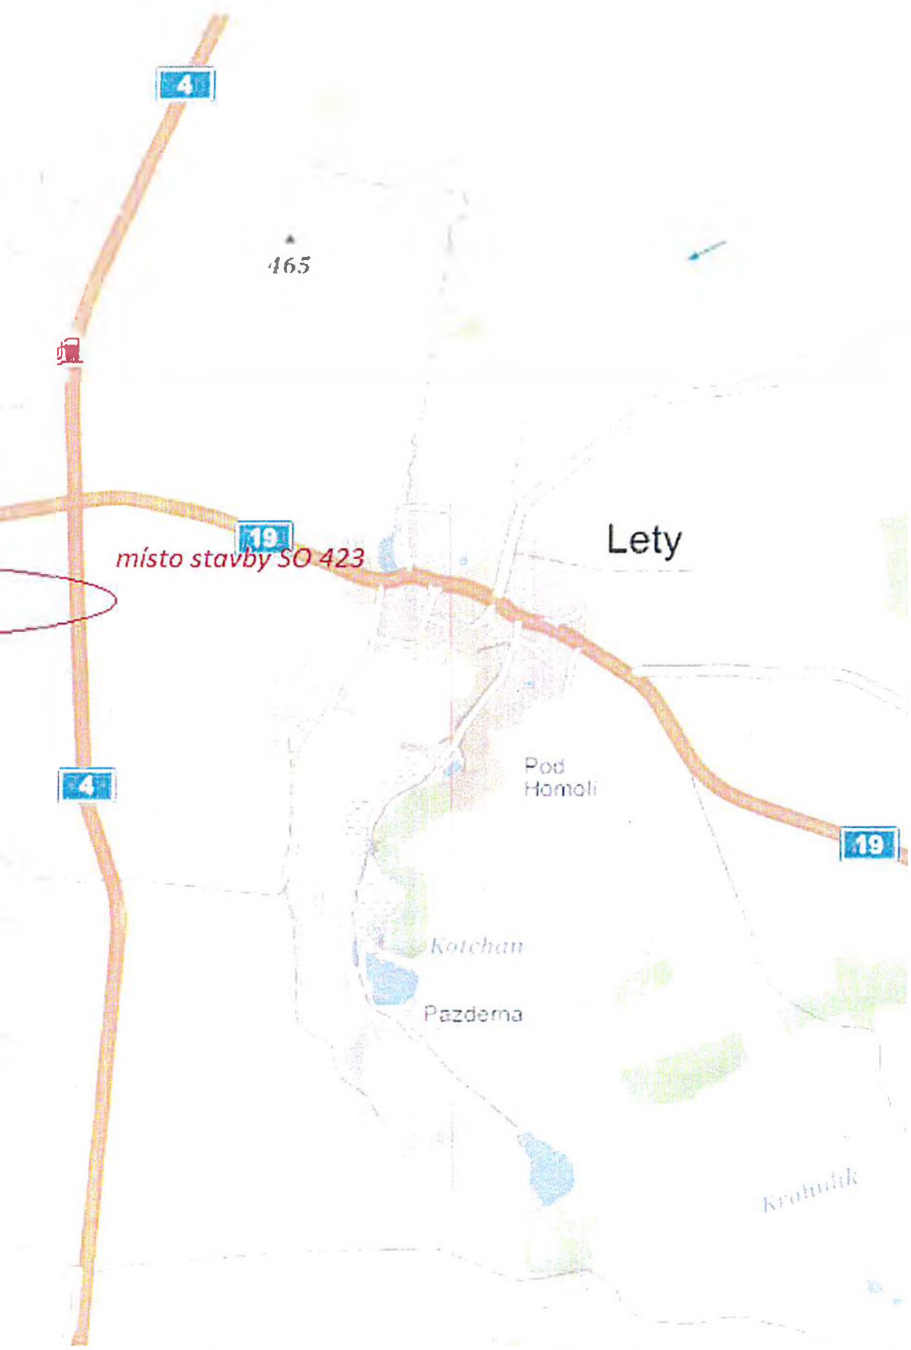 4
465
19
místo stavby SO 423
Lety
4
Pod
Homolí
19
Kotchan
Pazderna
Krahulík